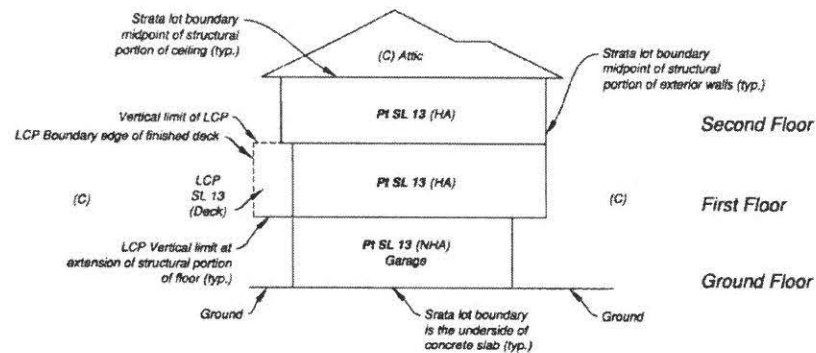 Strata lot boundary
midpoint of structural
portion of ceiling (typ.)
(C) Attic
Strata lot boundary
midpoint of structural
portion of exterior walls (typ.)
Vertical limit of LCP
LCP Boundary edge of finished deck
Pt SL 13 (HA)
Second Floor
(C)
LCP
SL 13
(Deck)
Pt SL 13 (HA)
(C)
First Floor
LCP Vertical limit at
extension of structural portion
of floor (typ.)
Pt SL 13 (NHA)
Garage
Ground Floor
Ground
Strata lot boundary
is the underside of
concrete slab (typ.)
Ground